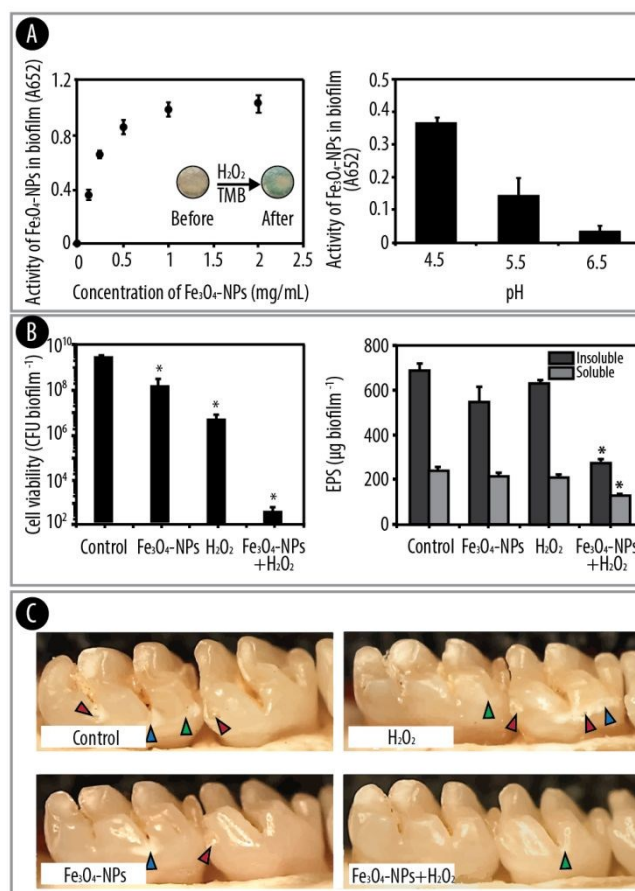 A
Activity of Fe₃O₄-NPs in biofilm (A652)
1.2
0.8
0.4
0
0.5
1
1.5
2
Concentration of Fe₃O₄-NPs (mg/mL)
H₂O₂
TMB
Before
After
Activity of Fe₃O₄-NPs in biofilm
(A652)
0.5
0.4
0.3
0.2
0.1
0
4.5
5.5
6.5
pH
B
Cell viability (CFU biofilm⁻¹)
10¹⁰
10⁸
10⁶
10⁴
10²
*
*
*
Control
Fe₃O₄-NPs
H₂O₂
Fe₃O₄-NPs
+H₂O₂
EPS (µg biofilm⁻¹)
800
600
400
200
0
Insoluble
Soluble
*
*
Control
Fe₃O₄-NPs
H₂O₂
Fe₃O₄-NPs
+H₂O₂
C
Control
H₂O₂
Fe₃O₄-NPs
Fe₃O₄-NPs+H₂O₂